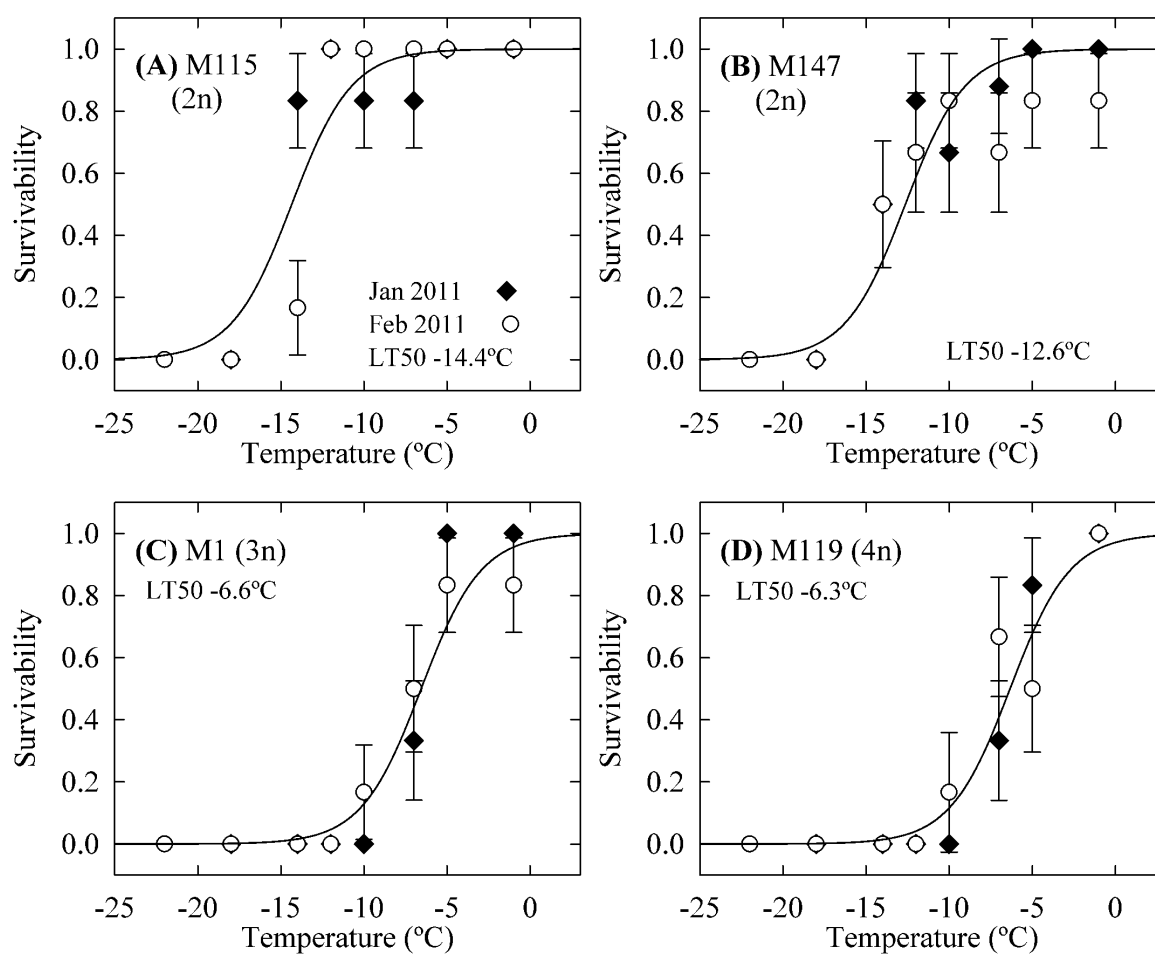 (A) M115
(2n)
Survivability
1.0
0.8
0.6
0.4
0.2
0.0
Jan 2011
Feb 2011
LT50 -14.4ºC
-25 -20 -15 -10 -5 0
Temperature (ºC)
(B) M147
(2n)
Survivability
1.0
0.8
0.6
0.4
0.2
0.0
LT50 -12.6ºC
-25 -20 -15 -10 -5 0
Temperature (ºC)
(C) M1 (3n)
LT50 -6.6ºC
Survivability
1.0
0.8
0.6
0.4
0.2
0.0
-25 -20 -15 -10 -5 0
Temperature (ºC)
(D) M119 (4n)
LT50 -6.3ºC
Survivability
1.0
0.8
0.6
0.4
0.2
0.0
-25 -20 -15 -10 -5 0
Temperature (ºC)